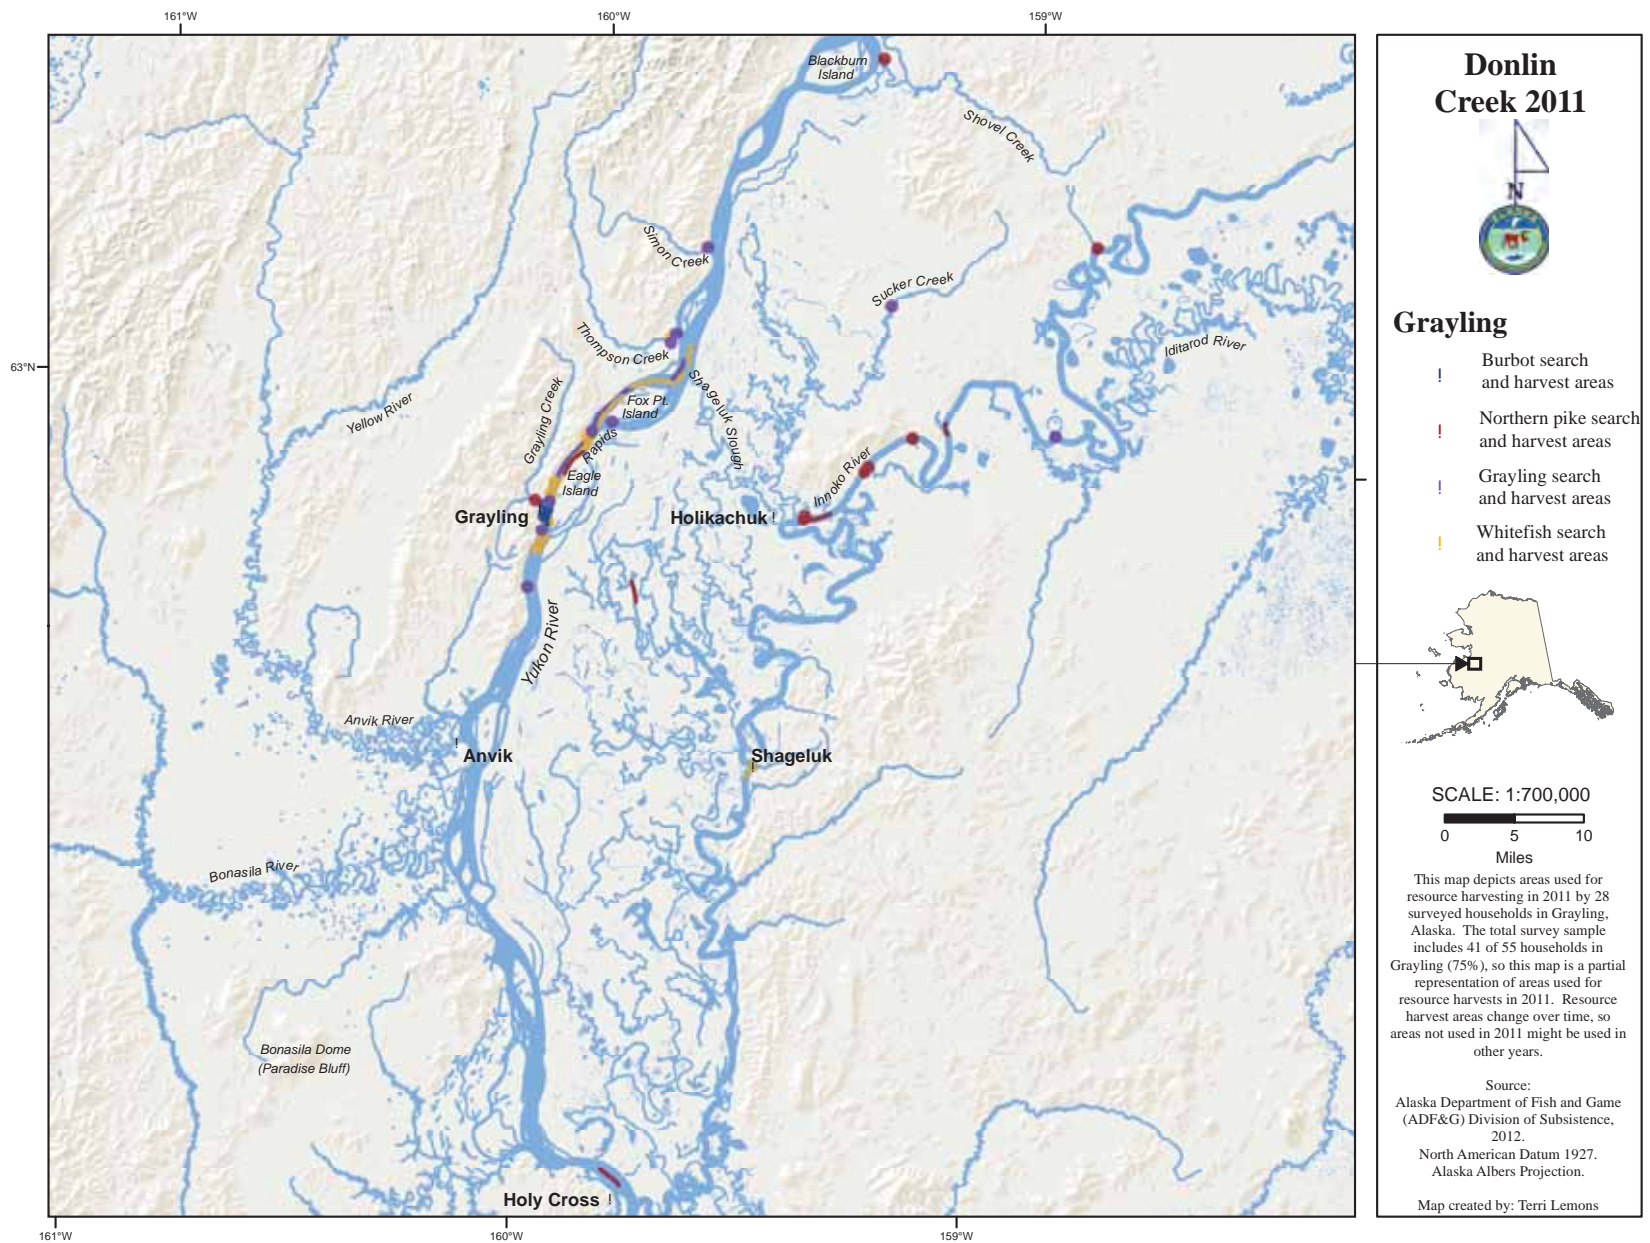 161°W
160°W
159°W
Blackburn
Island
Shovel Creek
Simon Creek
Sucker Creek
Thompson Creek
Iditarod River
63°N
Shageluk Slough
Yellow River
Grayling Creek
Fox Pt.
Island
Rapids
Eagle
Island
Innoko River
Grayling
Holikachuk
Yukon River
Anvik River
Anvik
Shageluk
Bonasila River
Bonasila Dome
(Paradise Bluff)
Holy Cross
161°W
160°W
159°W
Donlin
Creek 2011
N
Grayling
Burbot search
and harvest areas
Northern pike search
and harvest areas
Grayling search
and harvest areas
Whitefish search
and harvest areas
SCALE: 1:700,000
0 5 10
Miles
This map depicts areas used for
resource harvesting in 2011 by 28
surveyed households in Grayling,
Alaska. The total survey sample
includes 41 of 55 households in
Grayling (75%), so this map is a partial
representation of areas used for
resource harvests in 2011. Resource
harvest areas change over time, so
areas not used in 2011 might be used in
other years.
Source:
Alaska Department of Fish and Game
(ADF&G) Division of Subsistence,
2012.
North American Datum 1927.
Alaska Albers Projection.
Map created by: Terri Lemons